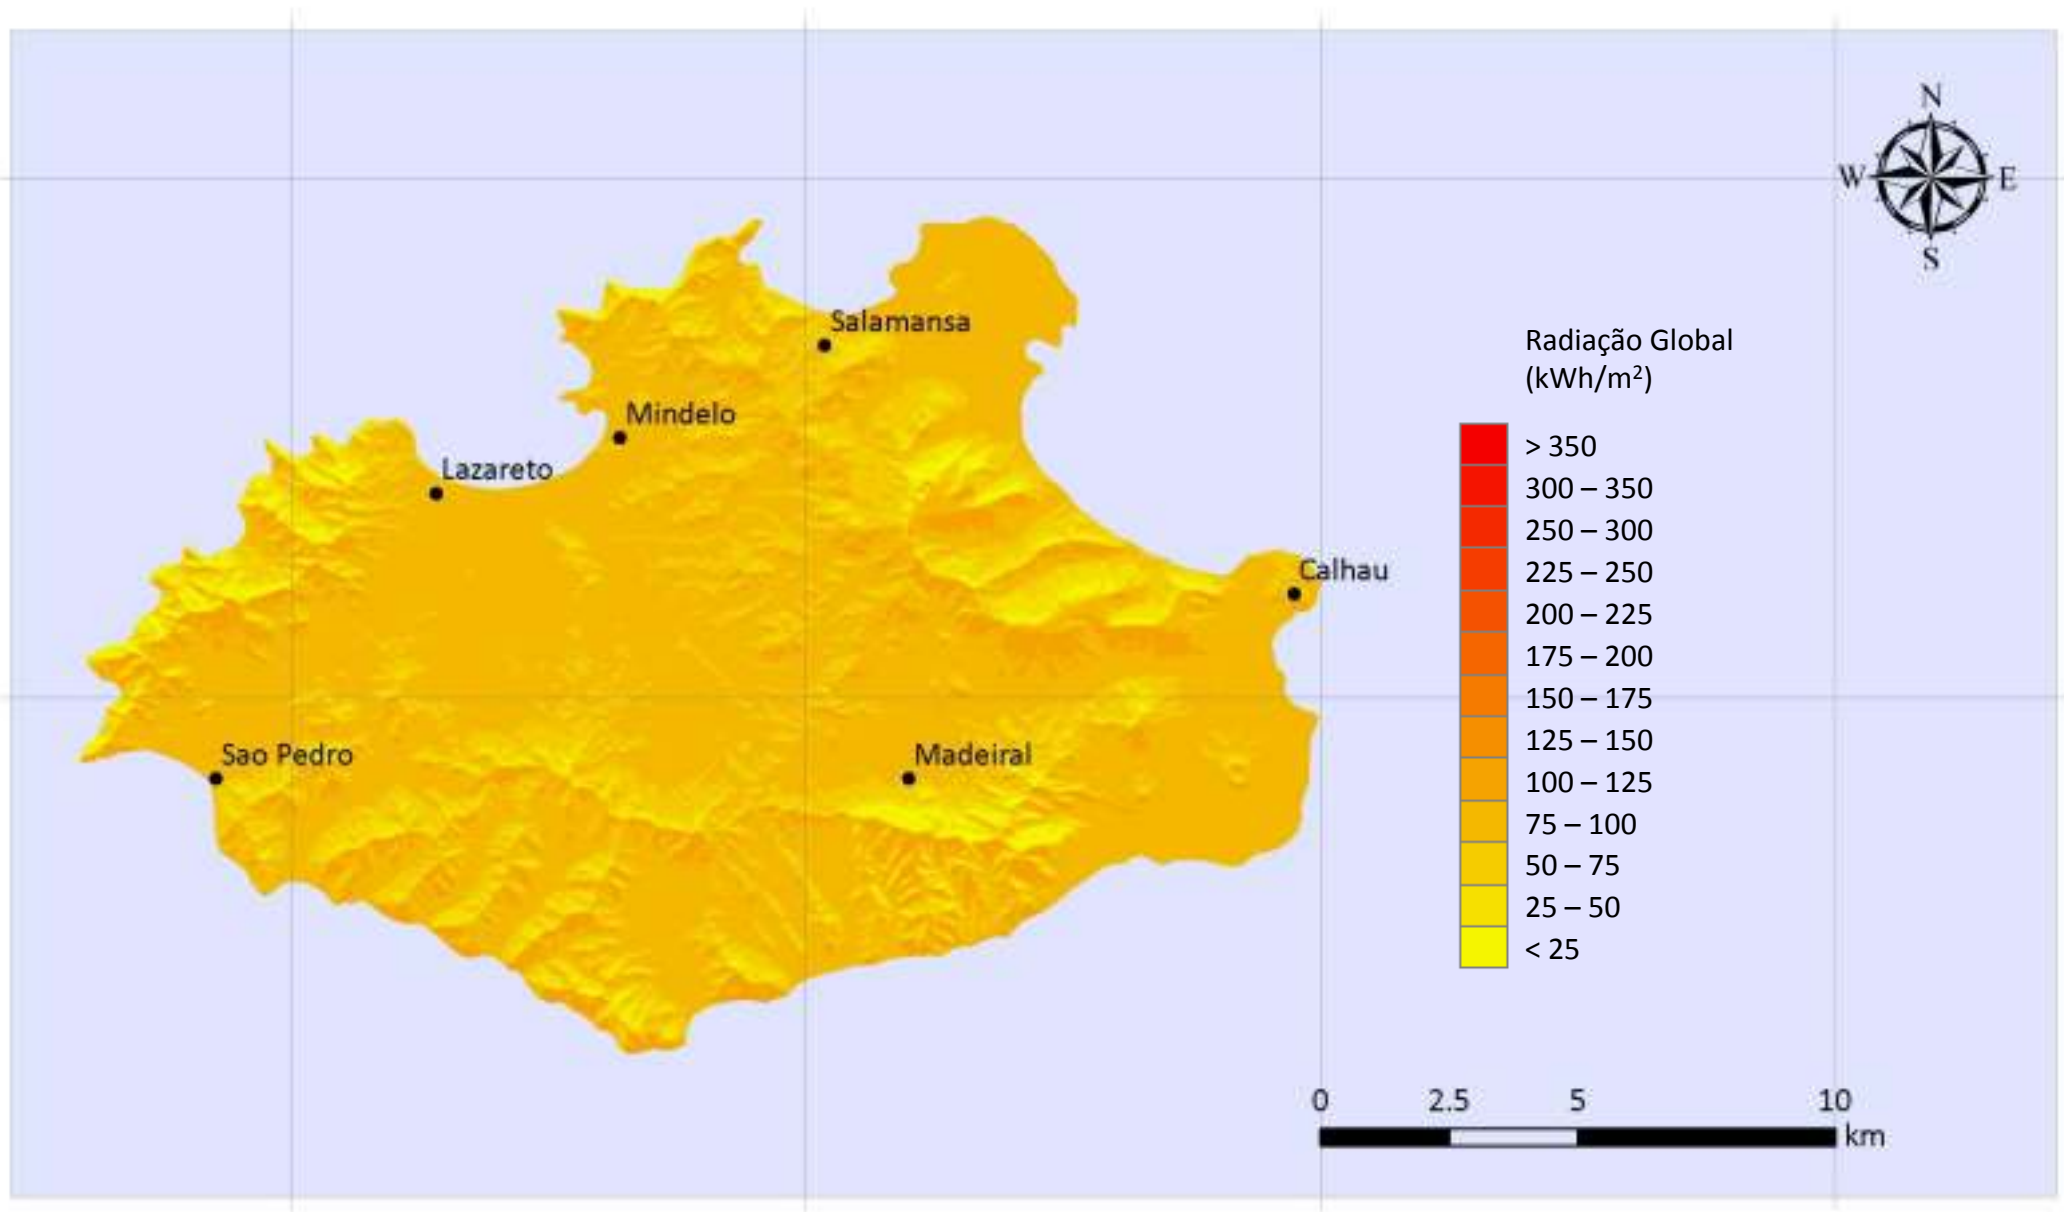 N
W E
S
Salamansa
Mindelo
Lazareto
Calhau
Sao Pedro
Madeiral
Radiação Global
(kWh/m²)
> 350
300 – 350
250 – 300
225 – 250
200 – 225
175 – 200
150 – 175
125 – 150
100 – 125
75 – 100
50 – 75
25 – 50
< 25
0 2.5 5 10
km